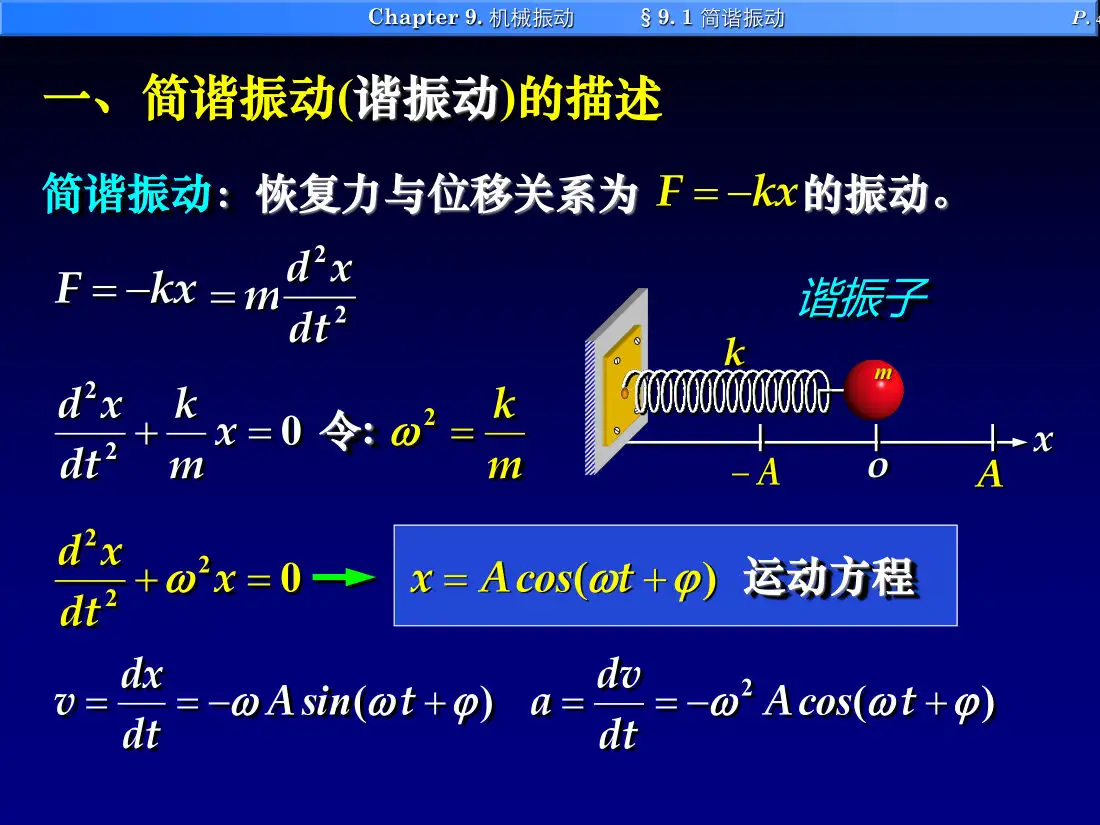 Chapter 9. 机械振动 §9. 1 简谐振动 P. 4
一、简谐振动(谐振动)的描述
简谐振动：恢复力与位移关系为 F = −kx 的振动。
F = −kx = m d²x/dt²
谐振子
k
m
d²x/dt² + k/m x = 0 令: ω² = k/m
x
− A o A
d²x/dt² + ω²x = 0 → x = A cos(ωt + φ) 运动方程
v = dx/dt = −ω A sin(ω t + φ) a = dv/dt = −ω² A cos(ω t + φ)